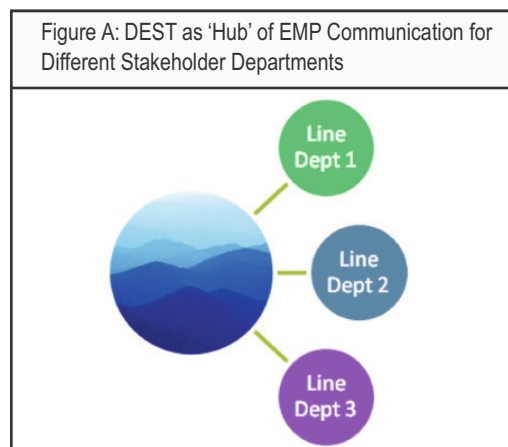 Figure A: DEST as ‘Hub’ of EMP Communication for
Different Stakeholder Departments
Line
Dept 1
Line
Dept 2
Line
Dept 3